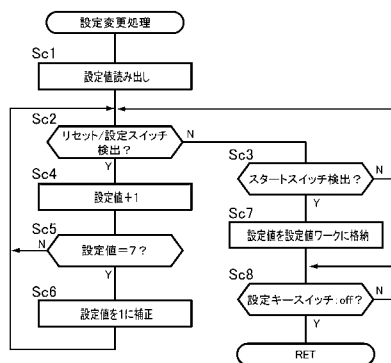 設定変更処理
Sc1
設定値読み出し
Sc2
リセット/設定スイッチ
検出?
Y
N
Sc4
設定値+1
Sc5
設定値=7?
N
Y
Sc6
設定値を1に補正
Sc3
スタートスイッチ検出?
N
Y
Sc7
設定値を設定値ワークに格納
Sc8
設定キースイッチ:off?
N
Y
RET